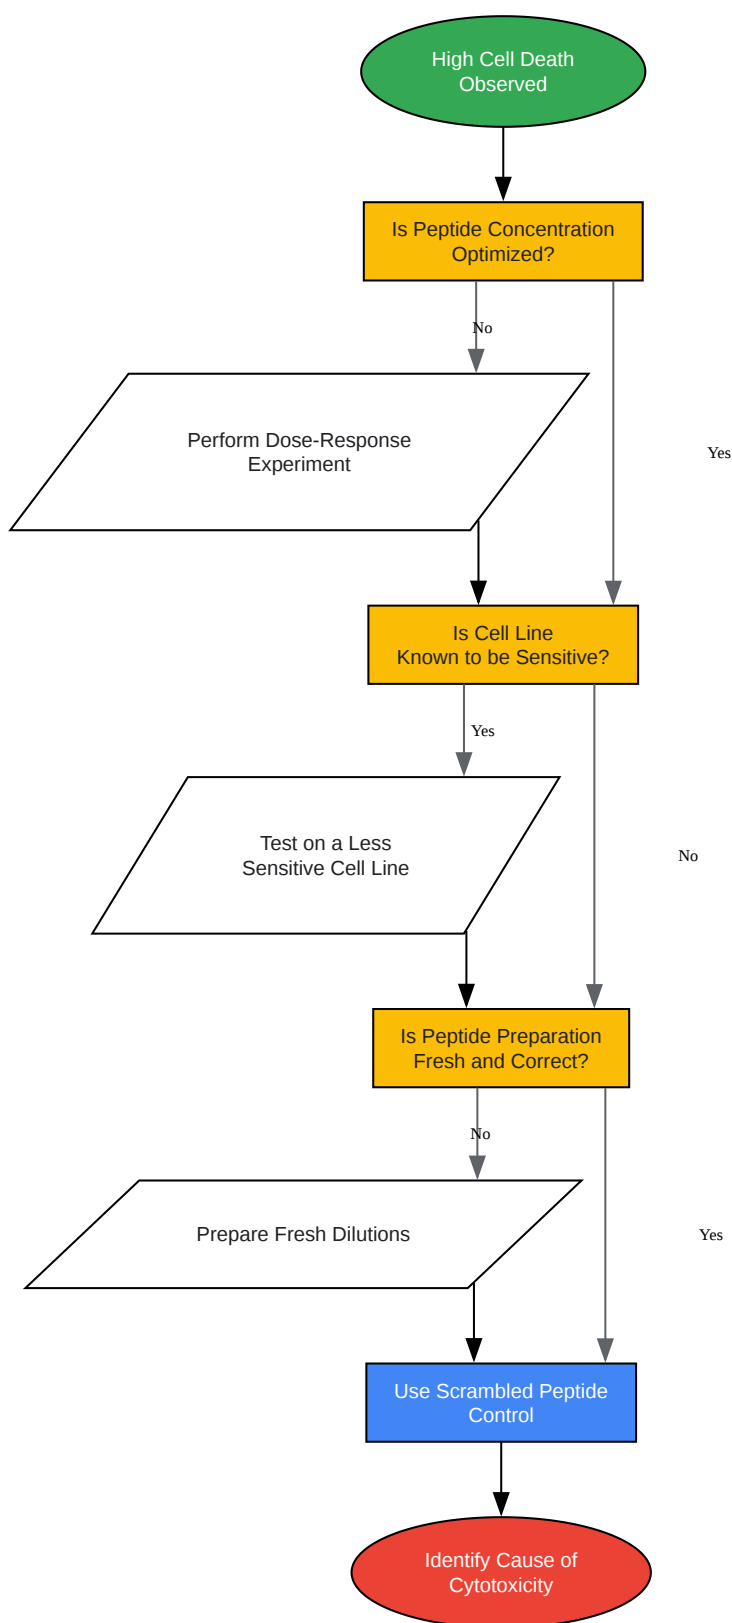 High Cell Death
Observed
Is Peptide Concentration
Optimized?
No
Perform Dose-Response
Experiment
Yes
Is Cell Line
Known to be Sensitive?
Yes
Test on a Less
Sensitive Cell Line
No
Is Peptide Preparation
Fresh and Correct?
No
Prepare Fresh Dilutions
Yes
Use Scrambled Peptide
Control
Identify Cause of
Cytotoxicity